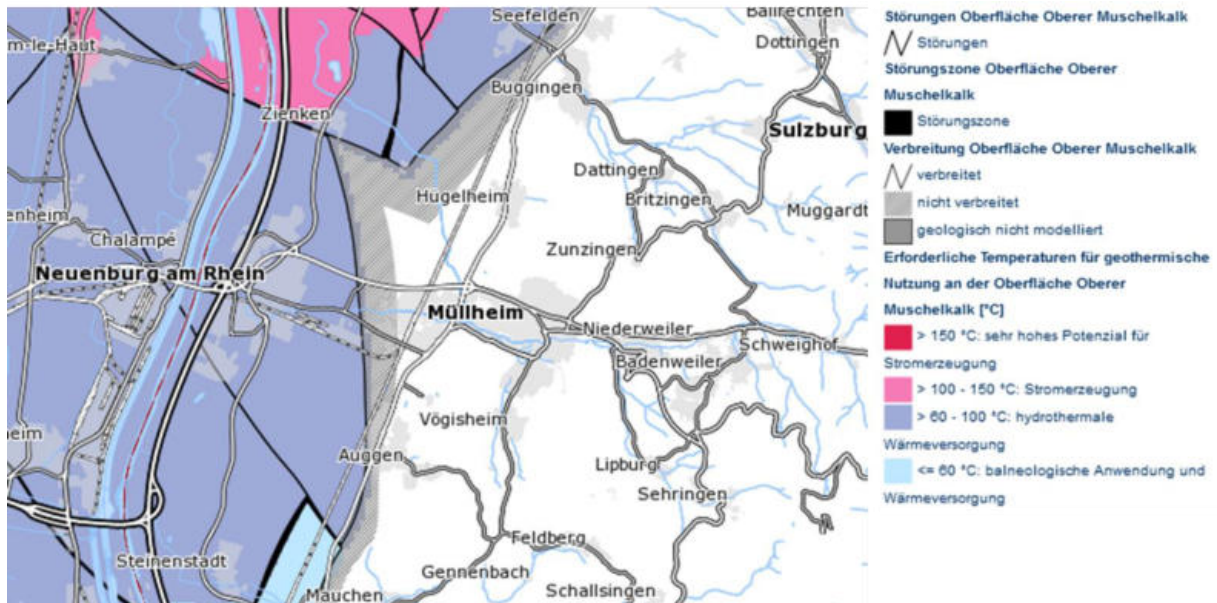 Seefelden
Ballrechten
Dottingen
m-le-Haut
Buggingen
Zienken
Sulzburg
Dattingen
Hügelheim
Britzingen
Muggardt
enheim
Chalampé
Zunzingen
Neuenburg am Rhein
Müllheim
Niederweiler
Schweighof
Badenweiler
Vögisheim
heim
Auggen
Lipburg
Sehringen
Feldberg
Steinenstadt
Gennenbach
Schallsingen
Mauchen
Störungen Oberfläche Oberer Muschelkalk
Störungen
Störungszone Oberfläche Oberer
Muschelkalk
Störungszone
Verbreitung Oberfläche Oberer Muschelkalk
verbreitet
nicht verbreitet
geologisch nicht modelliert
Erforderliche Temperaturen für geothermische
Nutzung an der Oberfläche Oberer
Muschelkalk [°C]
> 150 °C: sehr hohes Potenzial für
Stromerzeugung
> 100 - 150 °C: Stromerzeugung
> 60 - 100 °C: hydrothermale
Wärmeversorgung
<= 60 °C: balneologische Anwendung und
Wärmeversorgung